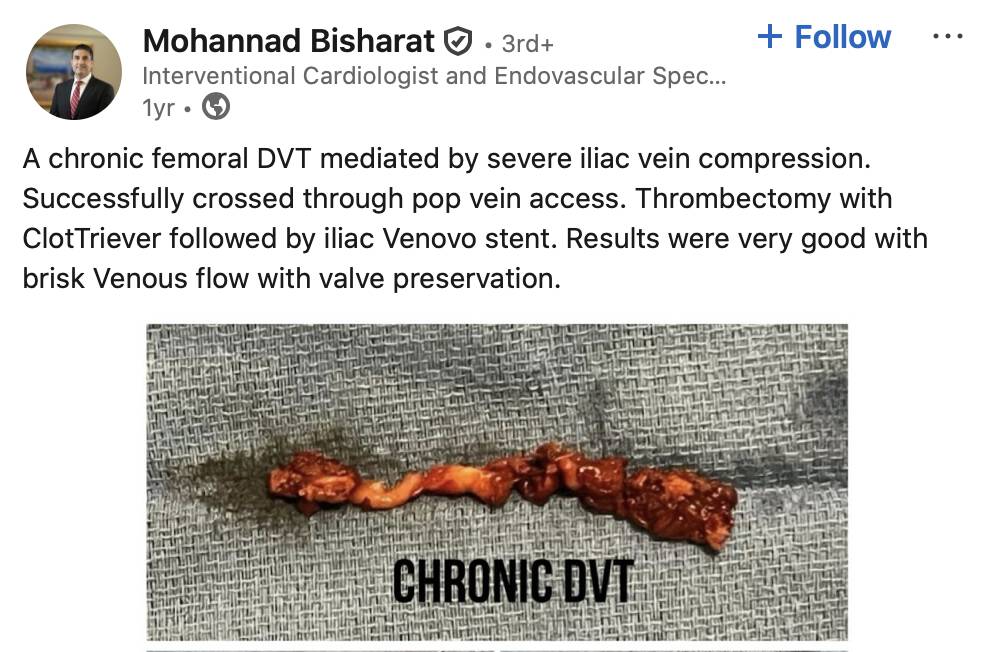 Mohannad Bisharat • 3rd+
+ Follow ...
Interventional Cardiologist and Endovascular Spec...
1yr •
A chronic femoral DVT mediated by severe iliac vein compression.
Successfully crossed through pop vein access. Thrombectomy with
ClotTriever followed by iliac Venovo stent. Results were very good with
brisk Venous flow with valve preservation.
CHRONIC DVT